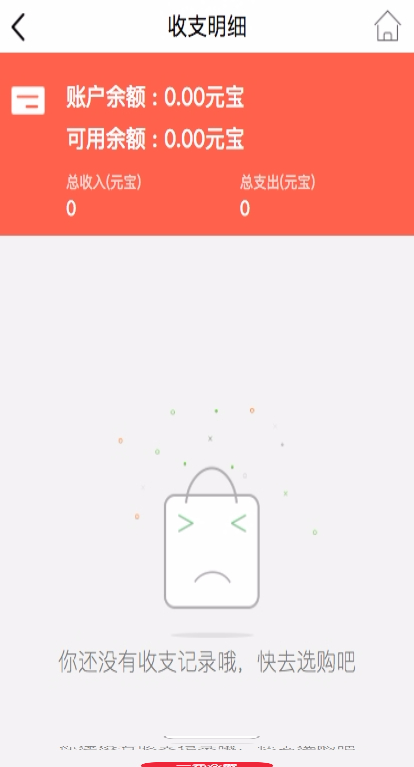 收支明细
账户余额：0.00元宝
可用余额：0.00元宝
总收入(元宝) 总支出(元宝)
0 0
你还没有收支记录哦，快去选购吧